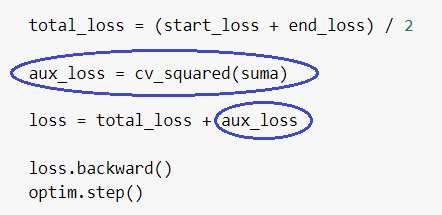 total_loss = (start_loss + end_loss) / 2
aux_loss = cv_squared(suma)
loss = total_loss + aux_loss
loss.backward()
optim.step()